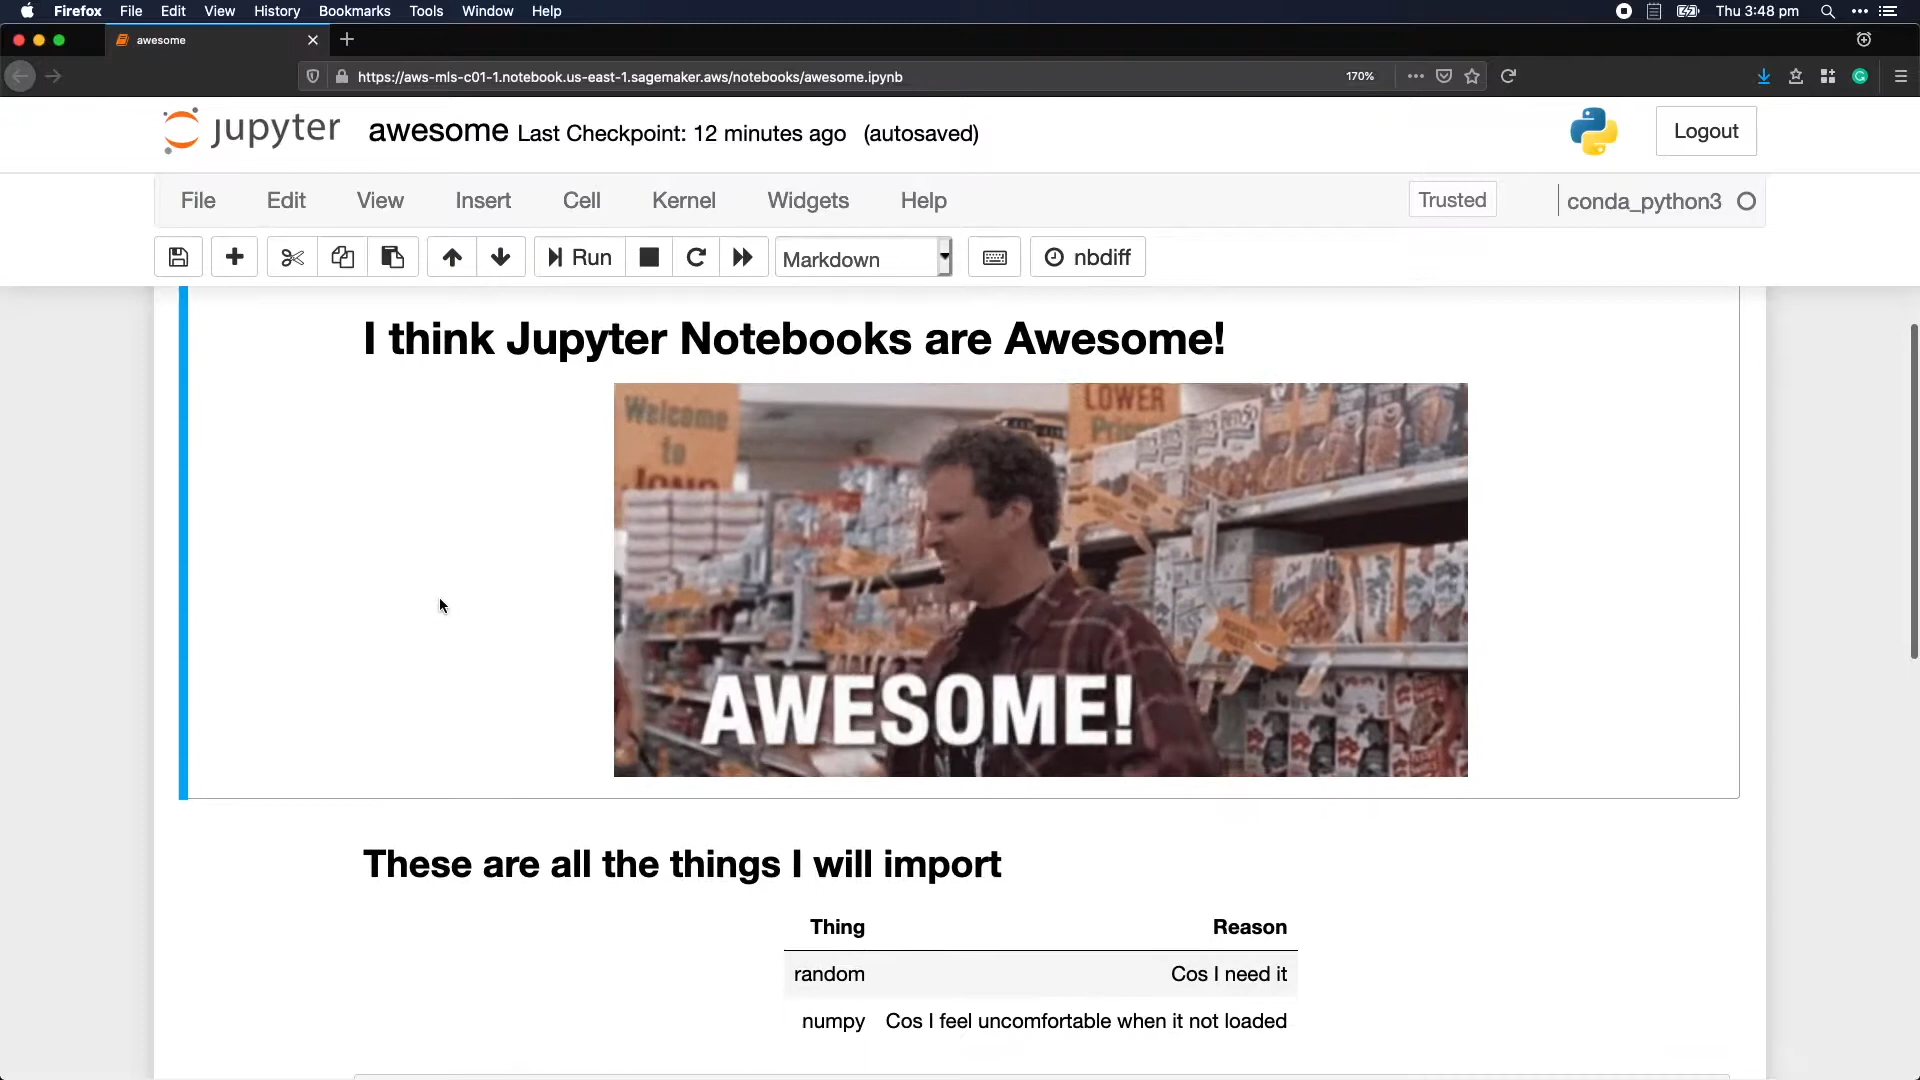 Firefox File Edit View History Bookmarks Tools Window Help Thu 3:48 pm
awesome
https://aws-mls-c01-1.notebook.us-east-1.sagemaker.aws/notebooks/awesome.ipynb 170%
jupyter awesome Last Checkpoint: 12 minutes ago (autosaved) Logout
File Edit View Insert Cell Kernel Widgets Help Trusted conda_python3
Run Markdown nbdiff
I think Jupyter Notebooks are Awesome!
Welcome
to
LOWER
AWESOME!
These are all the things I will import
Thing Reason
random Cos I need it
numpy Cos I feel uncomfortable when it not loaded